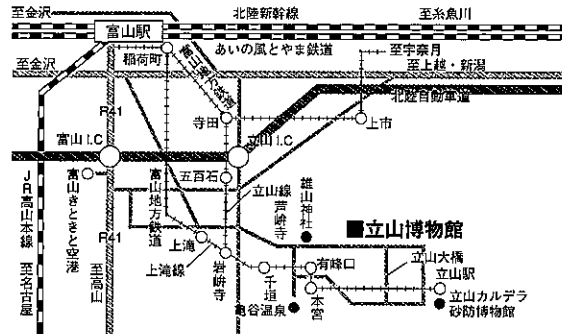 至金沢
北陸新幹線
至糸魚川
富山駅
あいの風とやま鉄道
至宇奈月
稲荷町
至金沢
富山地方鉄道
至上越・新潟
北陸自動車道
R41
寺田
上市
富山I.C
立山I.C
五百石
富山きときと空港
富山地方鉄道
立山線
雄山神社
芦峅寺
■立山博物館
JR高山本線
R41
上滝
立山大橋
有峰口
立山駅
上滝線
岩峅寺
千垣
本宮
至名古屋
至高山
亀谷温泉
立山カルデラ
砂防博物館